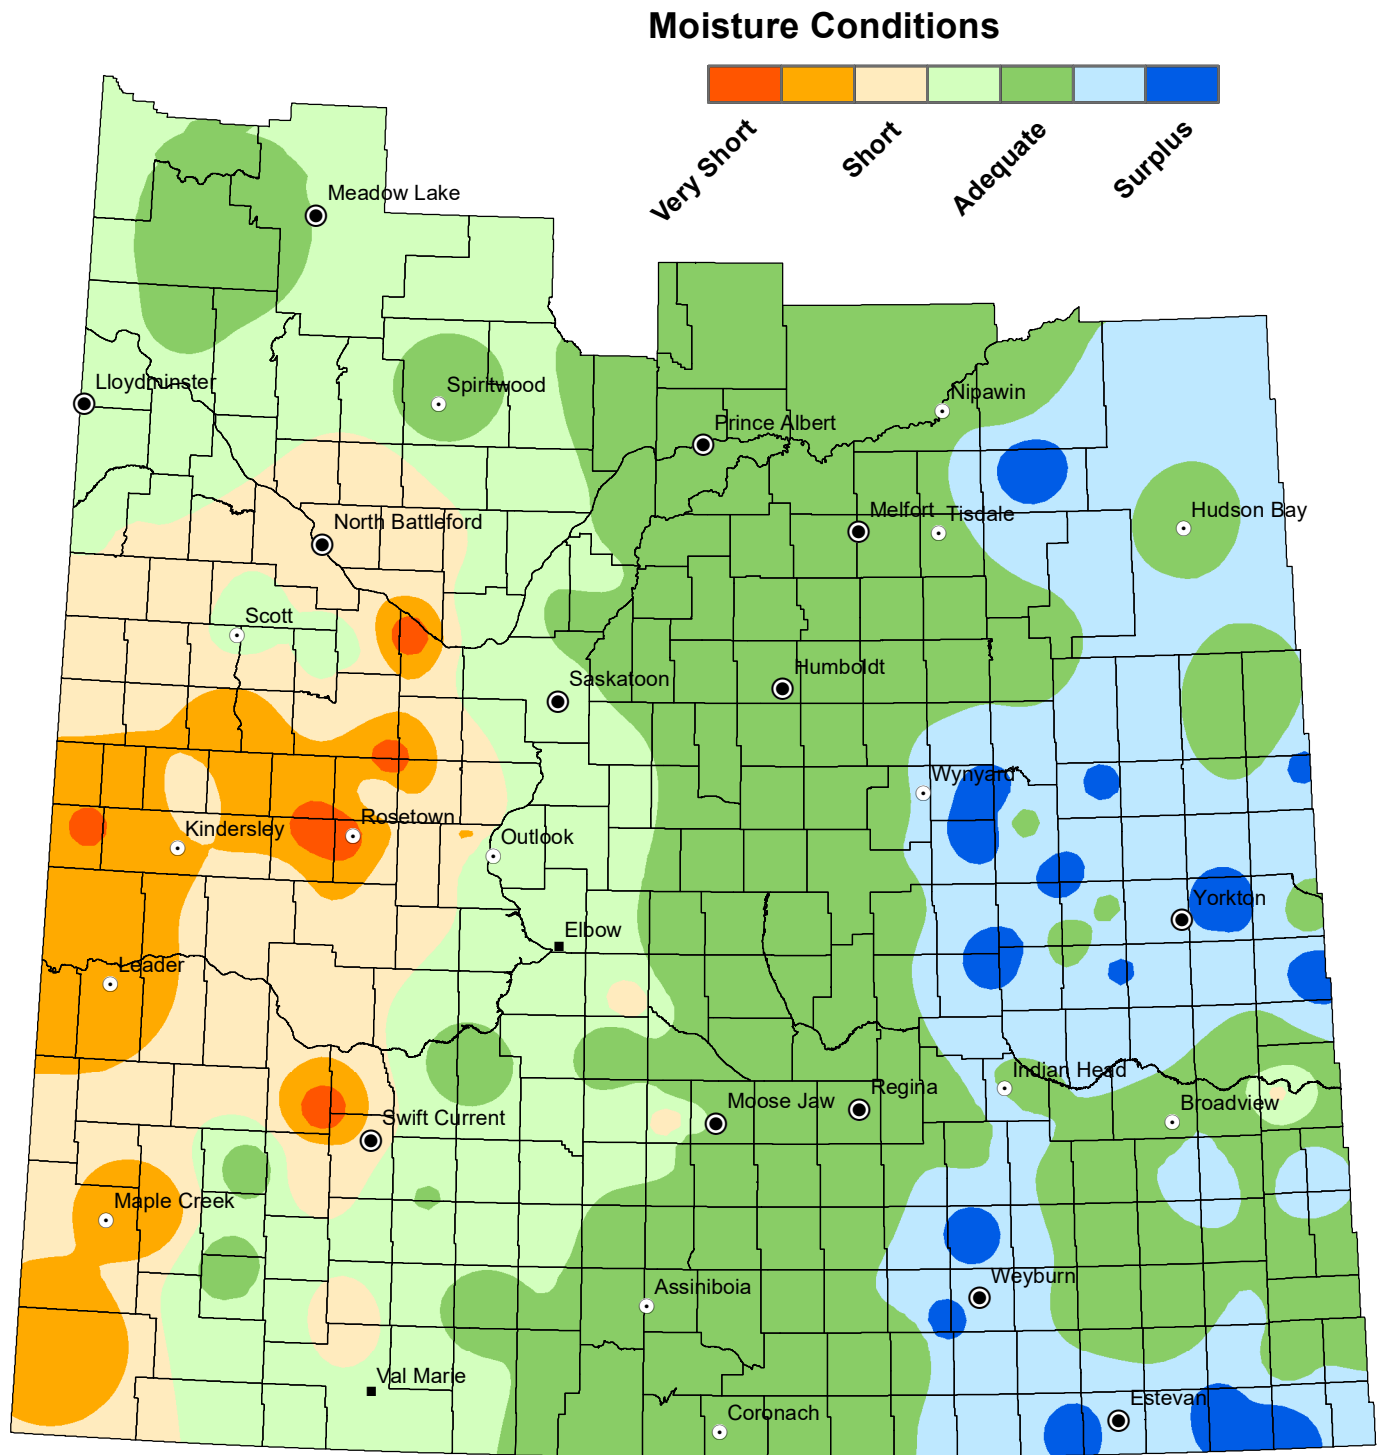 Moisture Conditions
Very Short
Short
Adequate
Surplus
Meadow Lake
Lloydminster
Spiritwood
Nipawin
Prince Albert
Hudson Bay
Melfort
Tisdale
North Battleford
Scott
Humboldt
Saskatoon
Wynyard
Rosetown
Kindersley
Outlook
Yorkton
Elbow
Leader
Indian Head
Regina
Moose Jaw
Broadview
Swift Current
Maple Creek
Weyburn
Assiniboia
Val Marie
Estevan
Coronach